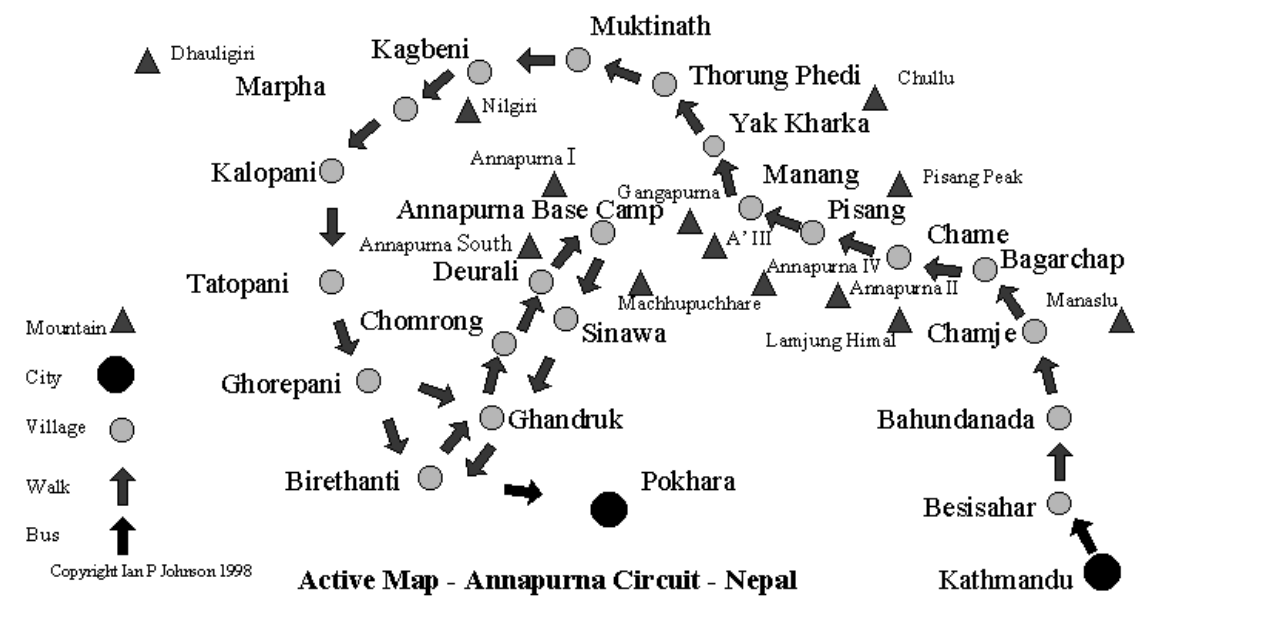 Muktinath
Kagbeni
Dhauligiri
Marpha
Thorung Phedi
Chullu
Nilgiri
Yak Kharka
Annapurna I
Kalopani
Manang
Pisang Peak
Gangapurna
Annapurna Base Camp
Pisang
Annapurna South
A' III
Chame
Deurali
Annapurna IV
Bagarchap
Tatopani
Machhupuchhare
Annapurna II
Manaslu
Mountain
Chomrong
Sinawa
Lamjung Himal
Chamje
City
Ghorepani
Village
Ghandruk
Bahundanada
Walk
Birethanti
Pokhara
Besisahar
Bus
Copyright Ian P Johnson 1998
Active Map - Annapurna Circuit - Nepal
Kathmandu